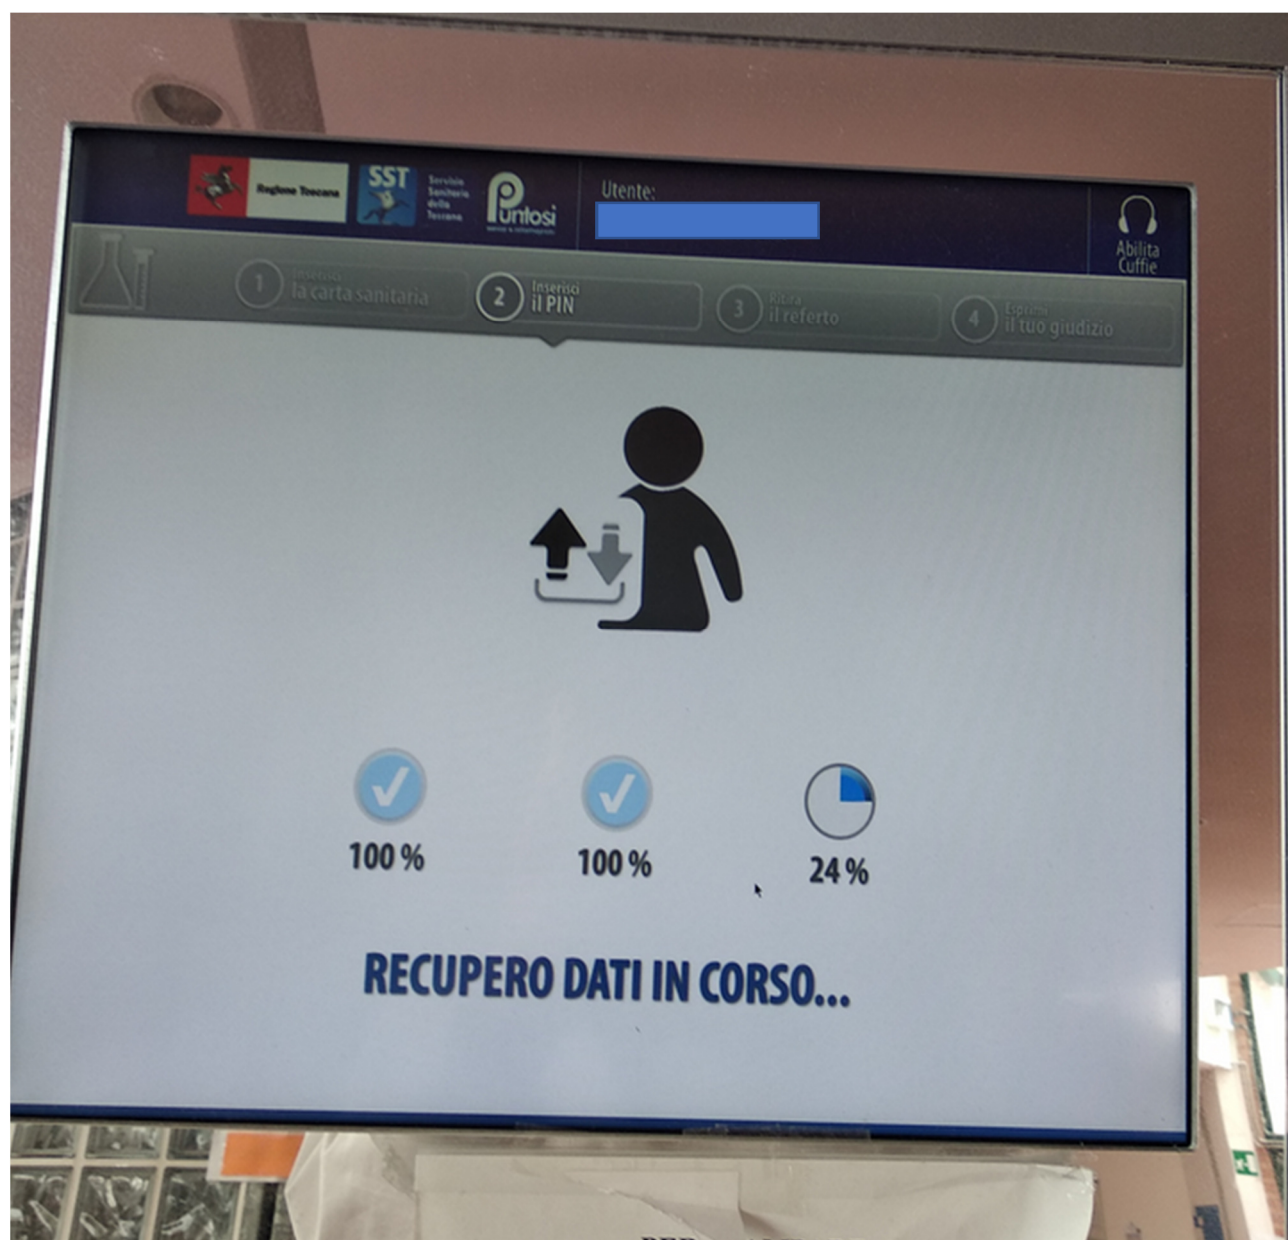 Regione Toscana
SST
Servizio
Sanitario
della
Toscana
Puntosi
Utente:
Abilita
Cuffie
1
Inserisci
la carta sanitaria
2
Inserisci
il PIN
3
Ritira
il referto
4
Esprimi
il tuo giudizio
100 %
100 %
24 %
RECUPERO DATI IN CORSO...